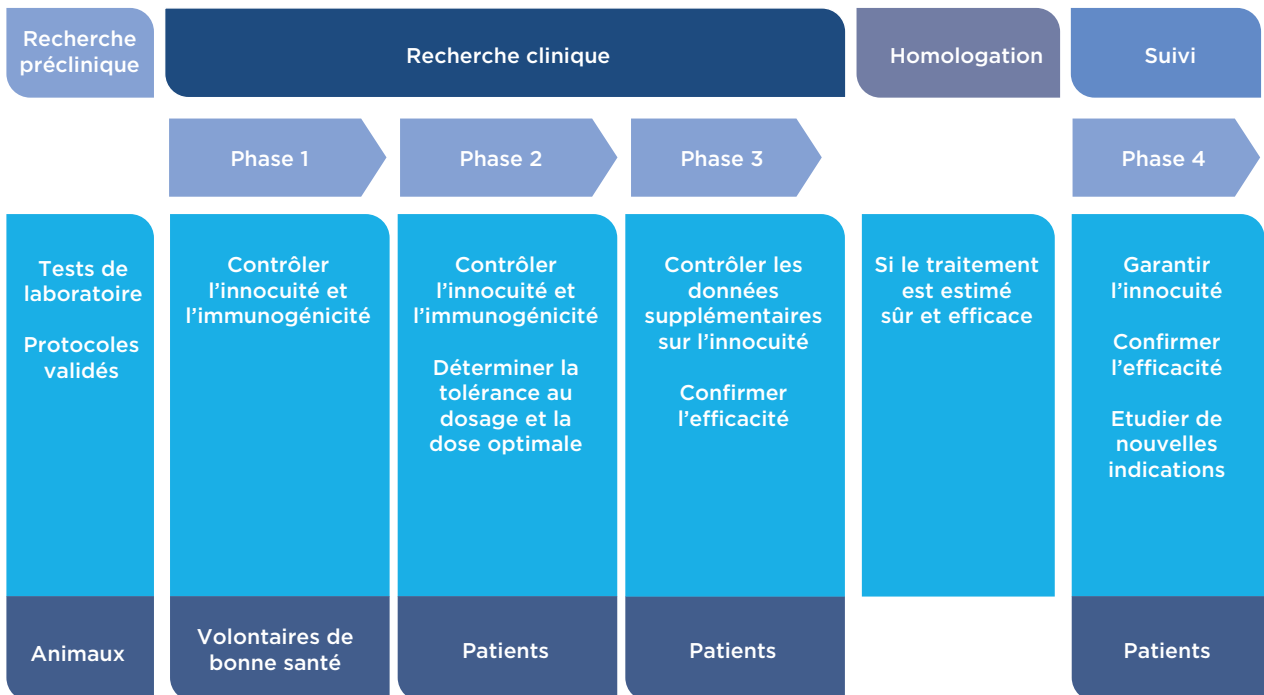 Recherche
préclinique
Recherche clinique
Homologation
Suivi
Phase 1
Phase 2
Phase 3
Phase 4
Tests de
laboratoire
Protocoles
validés
Contrôler
l’innocuité et
l’immunogénicité
Contrôler
l’innocuité et
l’immunogénicité
Déterminer la
tolérance au
dosage et la
dose optimale
Contrôler les
données
supplémentaires
sur l’innocuité
Confirmer
l’efficacité
Si le traitement
est estimé
sûr et efficace
Garantir
l’innocuité
Confirmer
l’efficacité
Etudier de
nouvelles
indications
Animaux
Volontaires de
bonne santé
Patients
Patients
Patients